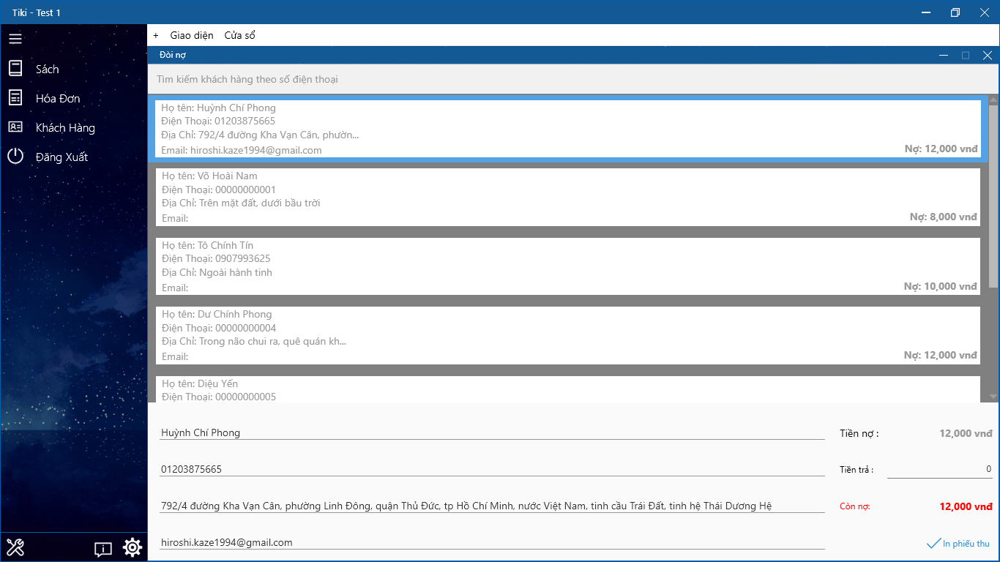 Tiki - Test 1
Sách
Hóa Đơn
Khách Hàng
Đăng Xuất
+ Giao diện Cửa sổ
Đòi nợ
Tìm kiếm khách hàng theo số điện thoại
Họ tên: Huỳnh Chí Phong
Điện Thoại: 01203875665
Địa Chỉ: 792/4 đường Kha Vạn Cân, phườn...
Email: hiroshi.kaze1994@gmail.com
Nợ: 12,000 vnđ
Họ tên: Võ Hoài Nam
Điện Thoại: 00000000001
Địa Chỉ: Trên mặt đất, dưới bầu trời
Email:
Nợ: 8,000 vnđ
Họ tên: Tô Chính Tín
Điện Thoại: 0907993625
Địa Chỉ: Ngoài hành tinh
Email:
Nợ: 10,000 vnđ
Họ tên: Dư Chính Phong
Điện Thoại: 00000000004
Địa Chỉ: Trong não chui ra, quê quán kh...
Email:
Nợ: 12,000 vnđ
Họ tên: Diệu Yến
Điện Thoại: 00000000005
Huỳnh Chí Phong
01203875665
792/4 đường Kha Vạn Cân, phường Linh Đông, quận Thủ Đức, tp Hồ Chí Minh, nước Việt Nam, tinh cầu Trái Đất, tinh hệ Thái Dương Hệ
hiroshi.kaze1994@gmail.com
Tiền nợ : 12,000 vnđ
Tiền trả : 0
Còn nợ: 12,000 vnđ
In phiếu thu